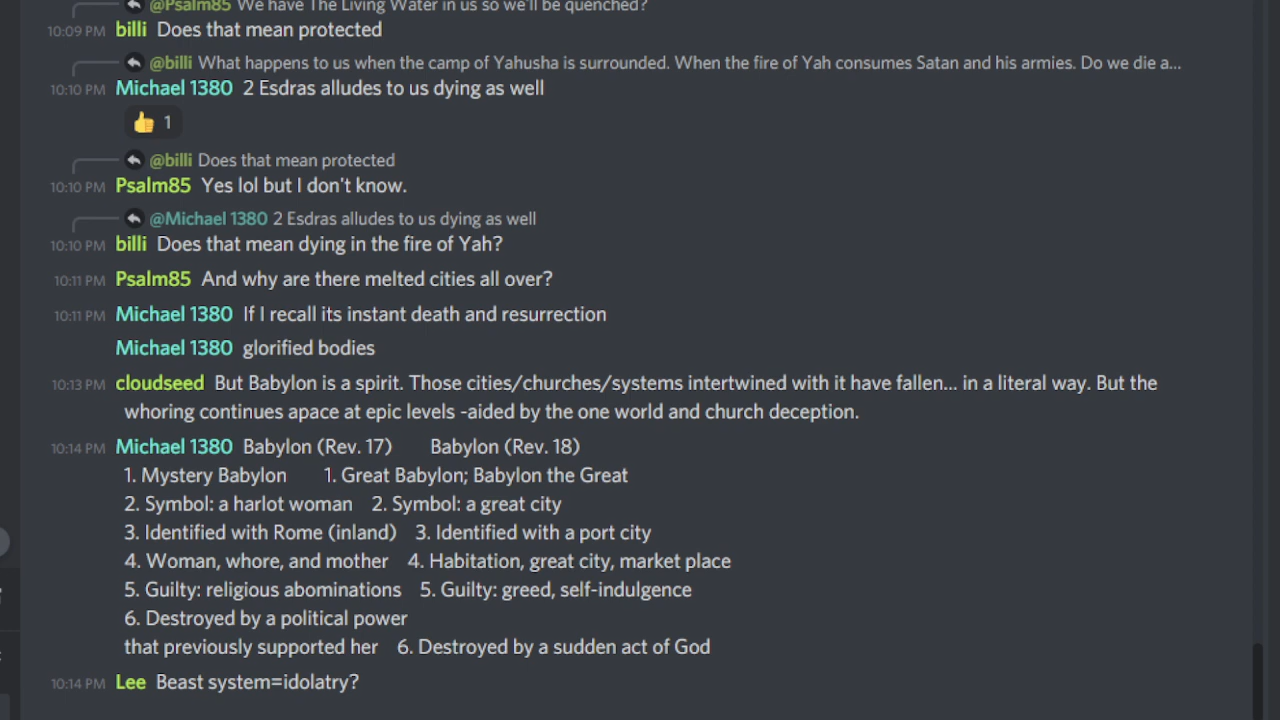 @Psalm85 We have The Living Water in us so we'll be quenched?
10:09 PM billi Does that mean protected
@billi What happens to us when the camp of Yahusha is surrounded. When the fire of Yah consumes Satan and his armies. Do we die a...
10:10 PM Michael 1380 2 Esdras alludes to us dying as well
👍 1
@billi Does that mean protected
10:10 PM Psalm85 Yes lol but I don't know.
@Michael 1380 2 Esdras alludes to us dying as well
10:10 PM billi Does that mean dying in the fire of Yah?
10:11 PM Psalm85 And why are there melted cities all over?
10:11 PM Michael 1380 If I recall its instant death and resurrection
Michael 1380 glorified bodies
10:13 PM cloudseed But Babylon is a spirit. Those cities/churches/systems intertwined with it have fallen... in a literal way. But the
whoring continues apace at epic levels -aided by the one world and church deception.
10:14 PM Michael 1380 Babylon (Rev. 17) Babylon (Rev. 18)
1. Mystery Babylon 1. Great Babylon; Babylon the Great
2. Symbol: a harlot woman 2. Symbol: a great city
3. Identified with Rome (inland) 3. Identified with a port city
4. Woman, whore, and mother 4. Habitation, great city, market place
5. Guilty: religious abominations 5. Guilty: greed, self-indulgence
6. Destroyed by a political power
that previously supported her 6. Destroyed by a sudden act of God
10:14 PM Lee Beast system=idolatry?